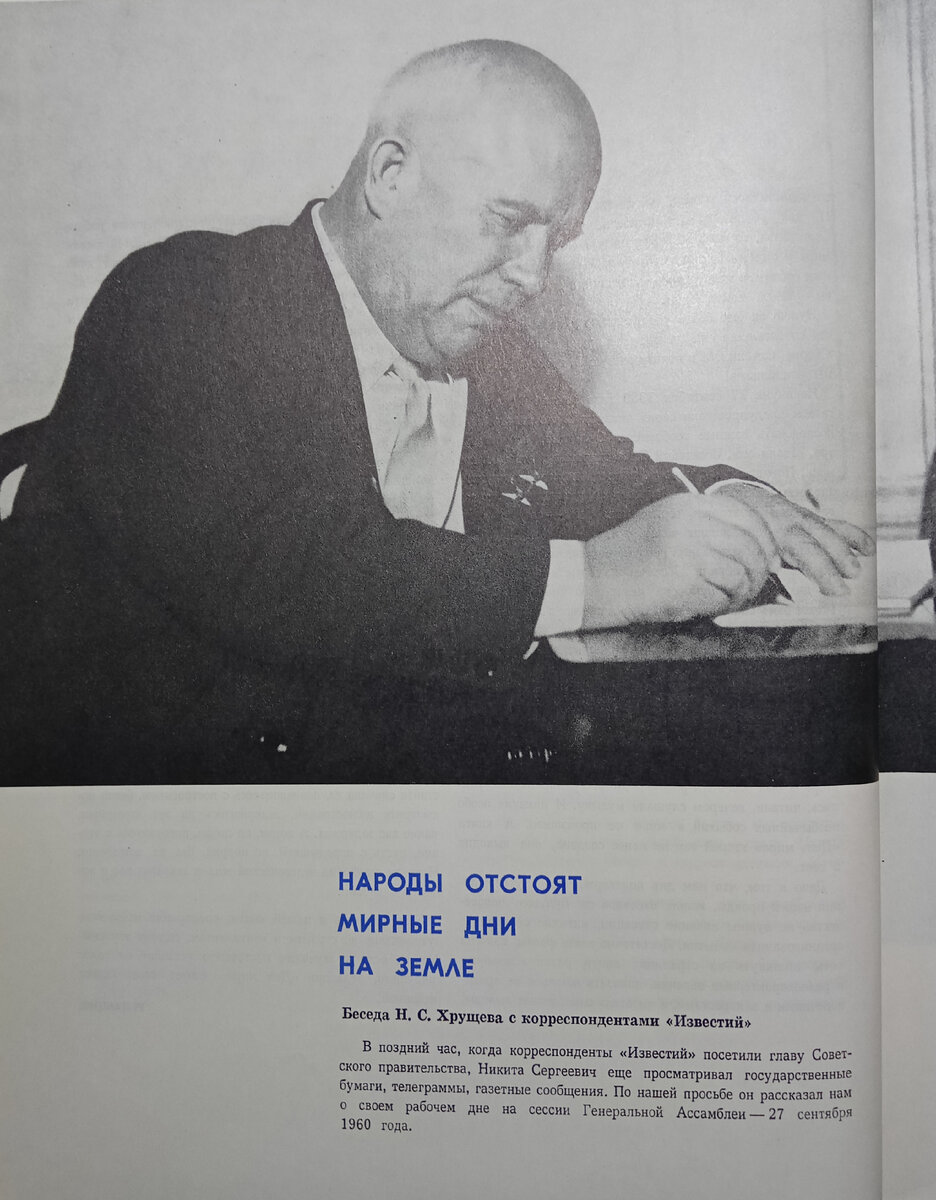 НАРОДЫ ОТСТОЯТ
МИРНЫЕ ДНИ
НА ЗЕМЛЕ
Беседа Н. С. Хрущева с корреспондентами «Известий»
В поздний час, когда корреспонденты «Известий» посетили главу Совет-
ского правительства, Никита Сергеевич еще просматривал государственные
бумаги, телеграммы, газетные сообщения. По нашей просьбе он рассказал нам
о своем рабочем дне на сессии Генеральной Ассамблеи — 27 сентября
1960 года.